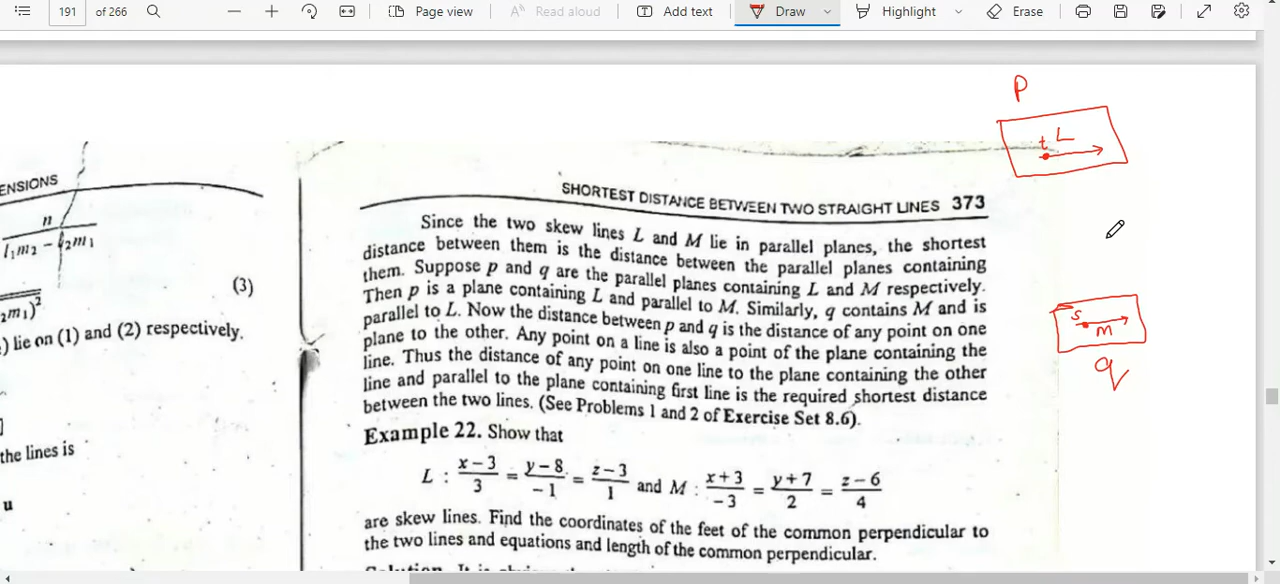 191 of 266 Page view Read aloud Add text Draw Highlight Erase
P
t L
ENSIONS
SHORTEST DISTANCE BETWEEN TWO STRAIGHT LINES 373
n
l₁m₂ − l₂m₁
Since the two skew lines L and M lie in parallel planes, the shortest
distance between them is the distance between the parallel planes containing
them. Suppose p and q are the parallel planes containing L and M respectively.
(3)
Then p is a plane containing L and parallel to M. Similarly, q contains M and is
parallel to L. Now the distance between p and q is the distance of any point on one
plane to the other. Any point on a line is also a point of the plane containing the
line. Thus the distance of any point on one line to the plane containing the other
line and parallel to the plane containing first line is the required shortest distance
between the two lines. (See Problems 1 and 2 of Exercise Set 8.6).
₂m₁)²
) lie on (1) and (2) respectively.
S
M
q
Example 22. Show that
the lines is
L : x−3/3 = y−8/−1 = z−3/1 and M : x+3/−3 = y+7/2 = z−6/4
u
are skew lines. Find the coordinates of the feet of the common perpendicular to
the two lines and equations and length of the common perpendicular.